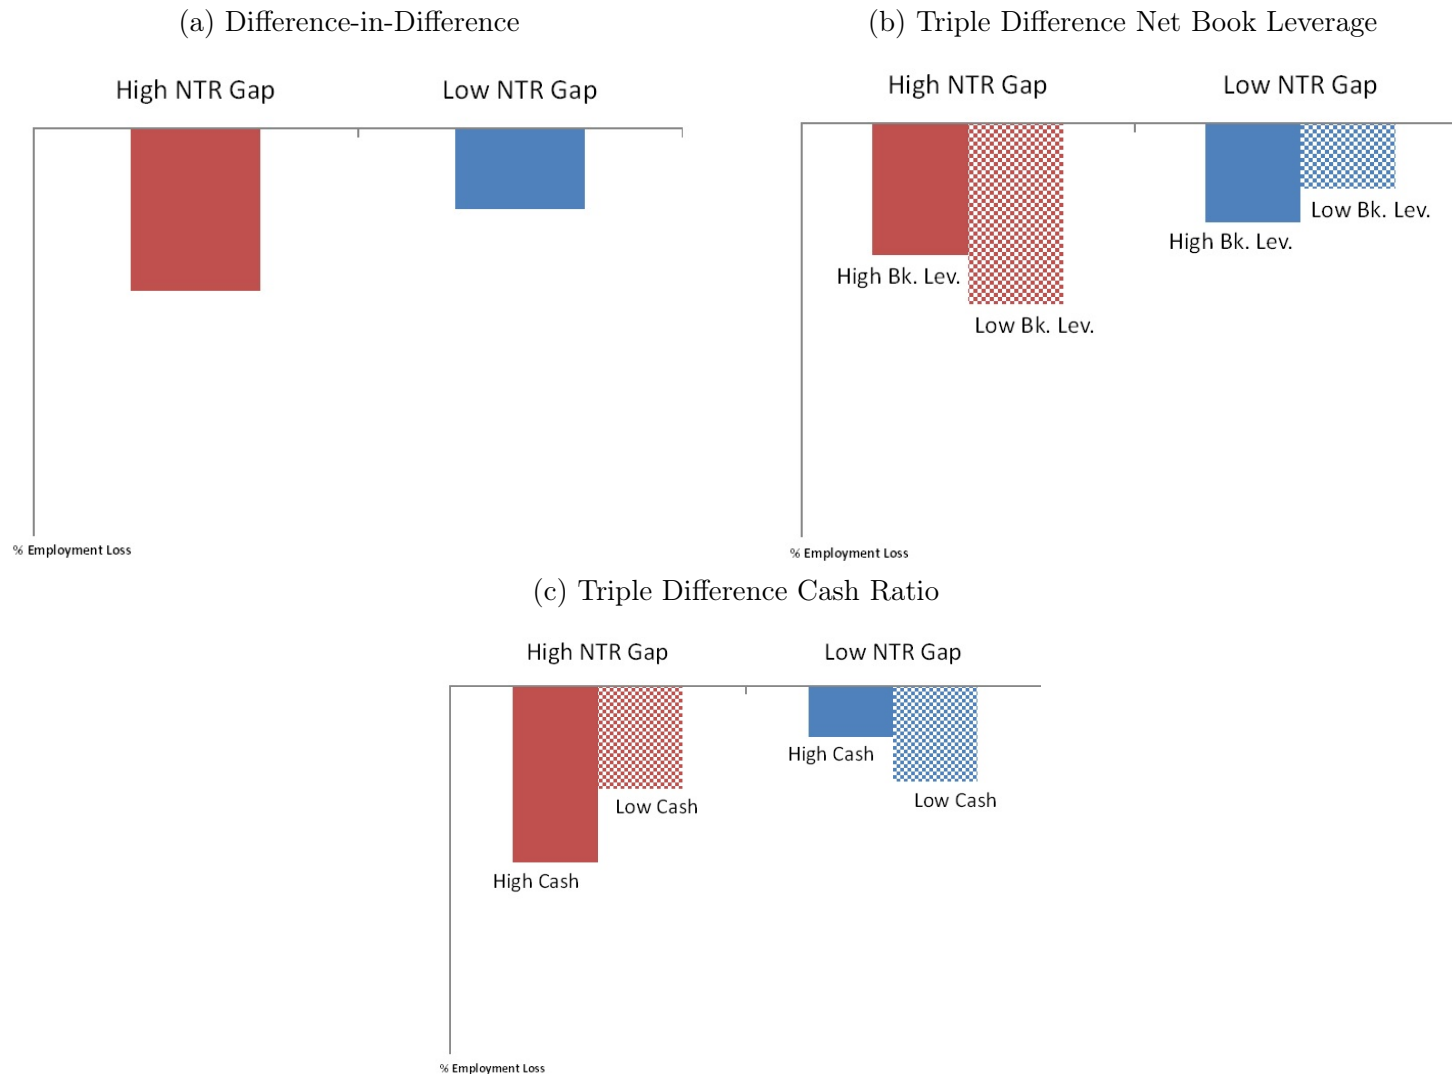 (a) Difference-in-Difference
(b) Triple Difference Net Book Leverage
High NTR Gap
Low NTR Gap
High NTR Gap
Low NTR Gap
High Bk. Lev.
Low Bk. Lev.
High Bk. Lev.
Low Bk. Lev.
% Employment Loss
% Employment Loss
(c) Triple Difference Cash Ratio
High NTR Gap
Low NTR Gap
High Cash
Low Cash
High Cash
Low Cash
% Employment Loss